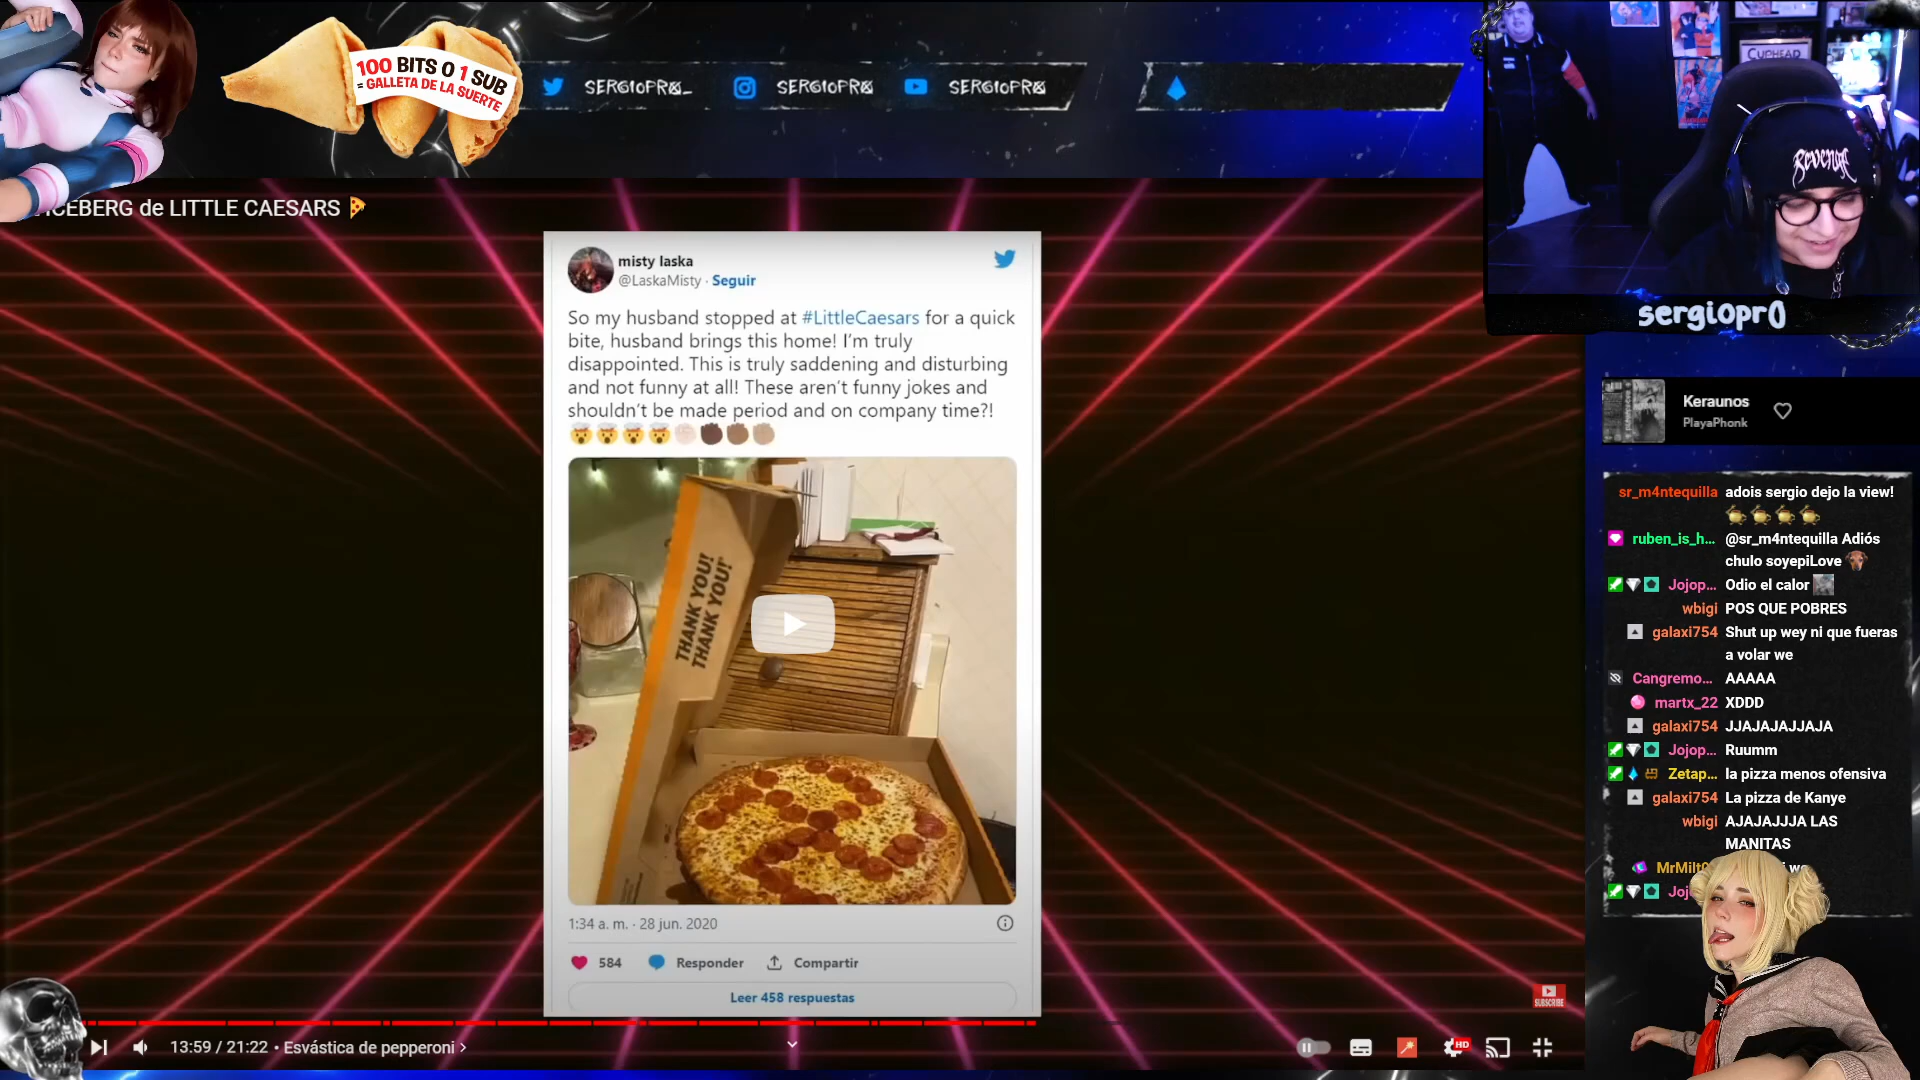 100 BITS O 1 SUB
= GALLETA DE LA SUERTE
SERGIOPR0_
SERGIOPR0
SERGIOPR0
CUPHEAD
REVENGE
sergiopr0
ICEBERG de LITTLE CAESARS
misty laska
@LaskaMisty · Seguir
So my husband stopped at #LittleCaesars for a quick
bite, husband brings this home! I'm truly
disappointed. This is truly saddening and disturbing
and not funny at all! These aren't funny jokes and
shouldn't be made period and on company time?!
THANK YOU!
THANK YOU!
1:34 a. m. · 28 jun. 2020
584
Responder
Compartir
Leer 458 respuestas
SUBSCRIBE
13:59 / 21:22 • Esvástica de pepperoni >
HD
Keraunos
PlayaPhonk
sr_m4ntequilla adois sergio dejo la view!
ruben_is_h... @sr_m4ntequilla Adiós
chulo soyepiLove
Jojop... Odio el calor
wbigi POS QUE POBRES
galaxi754 Shut up wey ni que fueras
a volar we
Cangremo... AAAAA
martx_22 XDDD
galaxi754 JJAJAJAJJAJA
Jojop... Ruumm
Zetap... la pizza menos ofensiva
galaxi754 La pizza de Kanye
wbigi AJAJAJJJA LAS
MANITAS